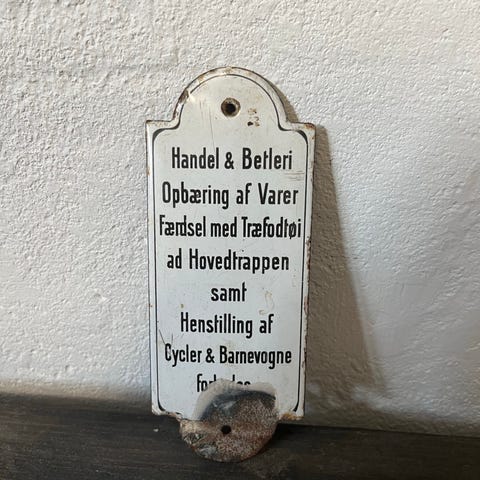 Handel & Betleri
Opbæring af Varer
Færdsel med Træfodtøi
ad Hovedtrappen
samt
Henstilling af
Cycler & Barnevogne